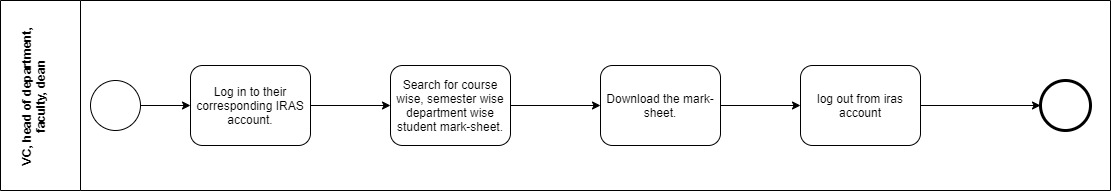 VC, head of department,
faculty, dean
Log in to their
corresponding IRAS
account.
Search for course
wise, semester wise
department wise
student mark-sheet.
Download the mark-
sheet.
log out from iras
account